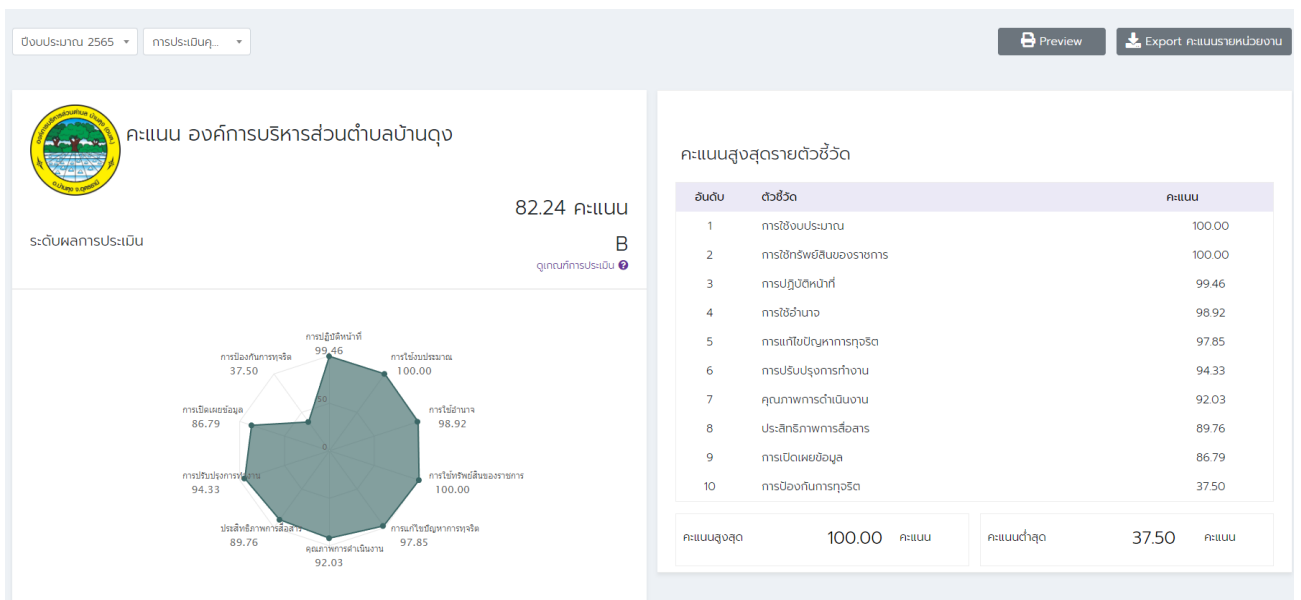 ปีงบประมาณ 2565
การประเมินคุ...
Preview
Export คะแนนรายหน่วยงาน
คะแนน องค์การบริหารส่วนตำบลบ้านดุง
82.24 คะแนน
ระดับผลการประเมิน
B
ดูเกณฑ์การประเมิน
การปฏิบัติหน้าที่
99.46
การป้องกันการทุจริต
37.50
การใช้งบประมาณ
100.00
การเปิดเผยข้อมูล
86.79
50
การใช้อำนาจ
98.92
0
การปรับปรุงการทำงาน
94.33
การใช้ทรัพย์สินของราชการ
100.00
ประสิทธิภาพการสื่อสาร
89.76
การแก้ไขปัญหาการทุจริต
97.85
คุณภาพการดำเนินงาน
92.03
คะแนนสูงสุดรายตัวชี้วัด
อันดับ ตัวชี้วัด คะแนน
1 การใช้งบประมาณ 100.00
2 การใช้ทรัพย์สินของราชการ 100.00
3 การปฏิบัติหน้าที่ 99.46
4 การใช้อำนาจ 98.92
5 การแก้ไขปัญหาการทุจริต 97.85
6 การปรับปรุงการทำงาน 94.33
7 คุณภาพการดำเนินงาน 92.03
8 ประสิทธิภาพการสื่อสาร 89.76
9 การเปิดเผยข้อมูล 86.79
10 การป้องกันการทุจริต 37.50
คะแนนสูงสุด 100.00 คะแนน
คะแนนต่ำสุด 37.50 คะแนน